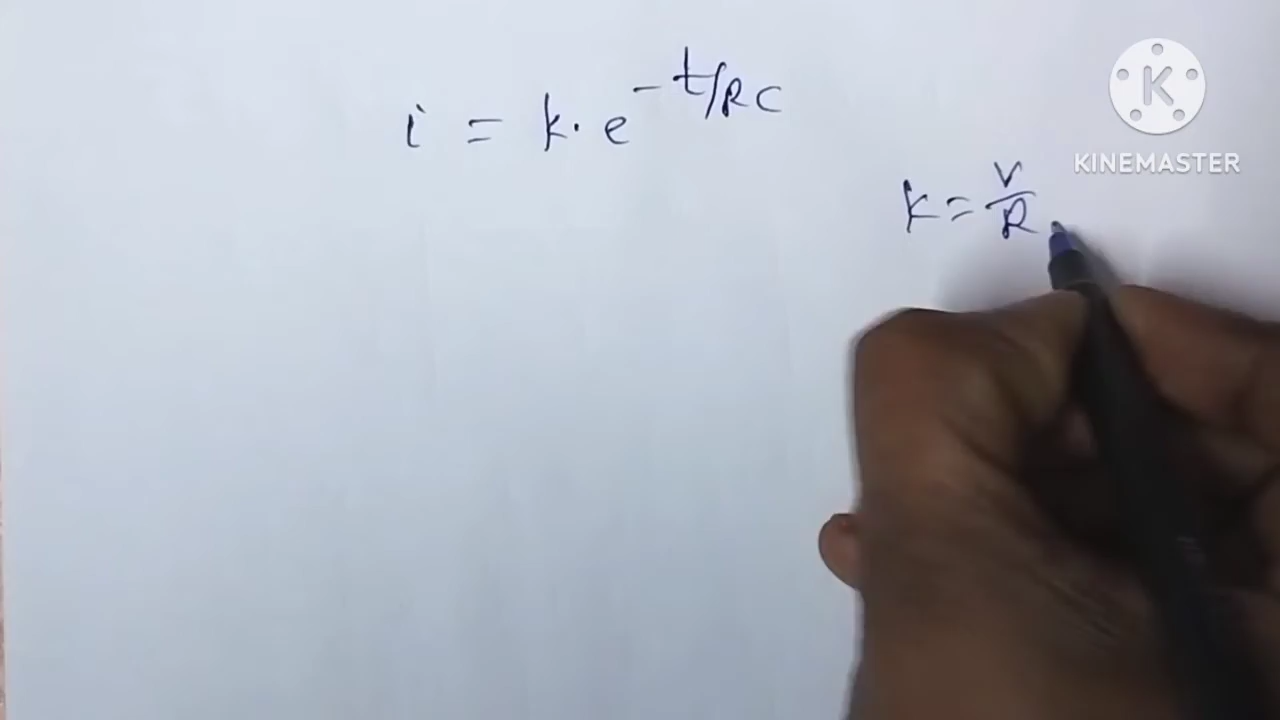 i = k. e^{-t/RC}
K
KINEMASTER
k = V/R